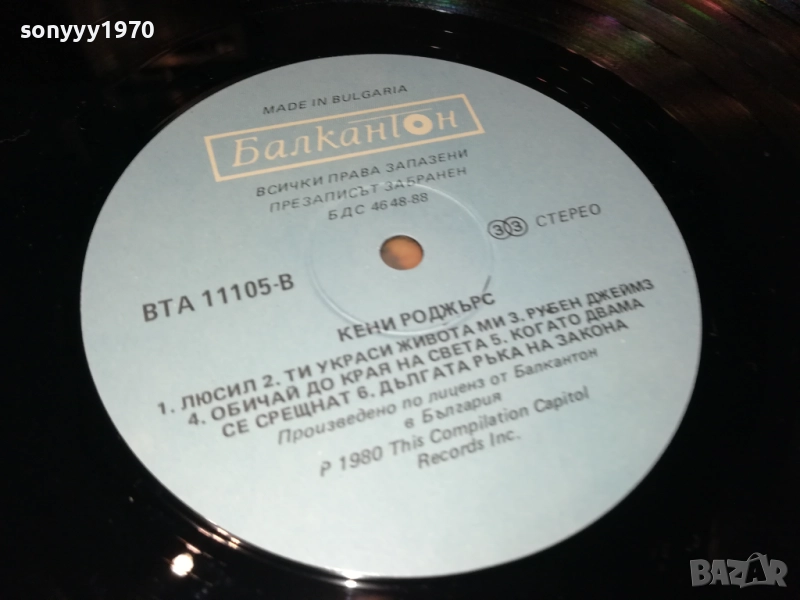 sonyyy1970
MADE IN BULGARIA
Балкантон
ВСИЧКИ ПРАВА ЗАПАЗЕНИ
ПРЕЗАПИСЪТ ЗАБРАНЕН
БДС 4648-88
33 СТЕРЕО
ВТА 11105-В
КЕНИ РОДЖЪРС
1. ЛЮСИЛ 2. ТИ УКРАСИ ЖИВОТА МИ 3. РУБЕН ДЖЕЙМЗ
4. ОБИЧАЙ ДО КРАЯ НА СВЕТА 5. КОГАТО ДВАМА
СЕ СРЕЩНАТ 6. ДЪЛГАТА РЪКА НА ЗАКОНА
Произведено по лиценз от Балкантон
в България
P 1980 This Compilation Capitol
Records Inc.
BAZAR